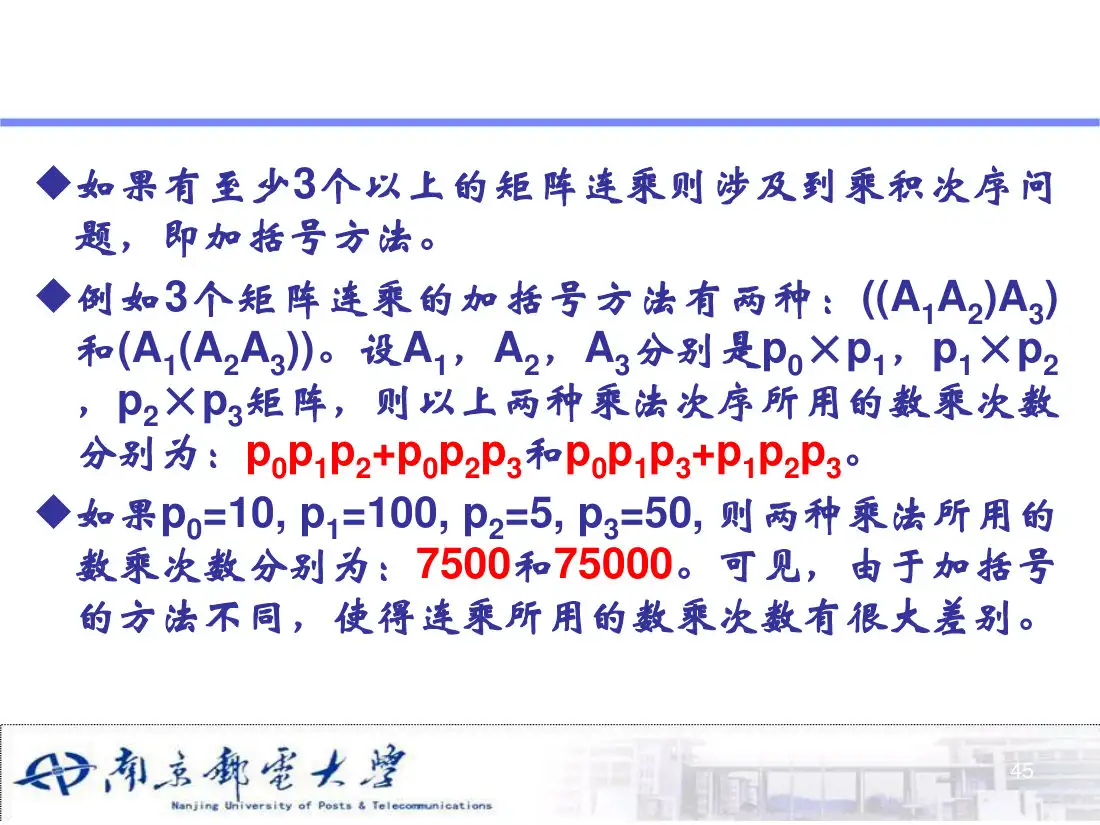 ◆如果有至少3个以上的矩阵连乘则涉及到乘积次序问
题，即加括号方法。
◆例如3个矩阵连乘的加括号方法有两种：((A₁A₂)A₃)
和(A₁(A₂A₃))。设A₁，A₂，A₃分别是p₀×p₁，p₁×p₂
，p₂×p₃矩阵，则以上两种乘法次序所用的数乘次数
分别为：p₀p₁p₂+p₀p₂p₃和p₀p₁p₃+p₁p₂p₃。
◆如果p₀=10, p₁=100, p₂=5, p₃=50, 则两种乘法所用的
数乘次数分别为：7500和75000。可见，由于加括号
的方法不同，使得连乘所用的数乘次数有很大差别。
南京邮电大學
Nanjing University of Posts & Telecommunications
45